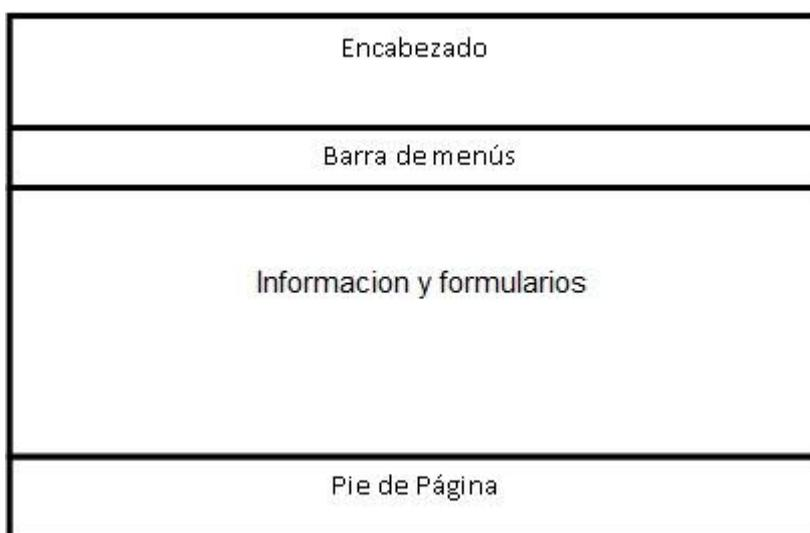 Encabezado
Barra de menús
Informacion y formularios
Pie de Página